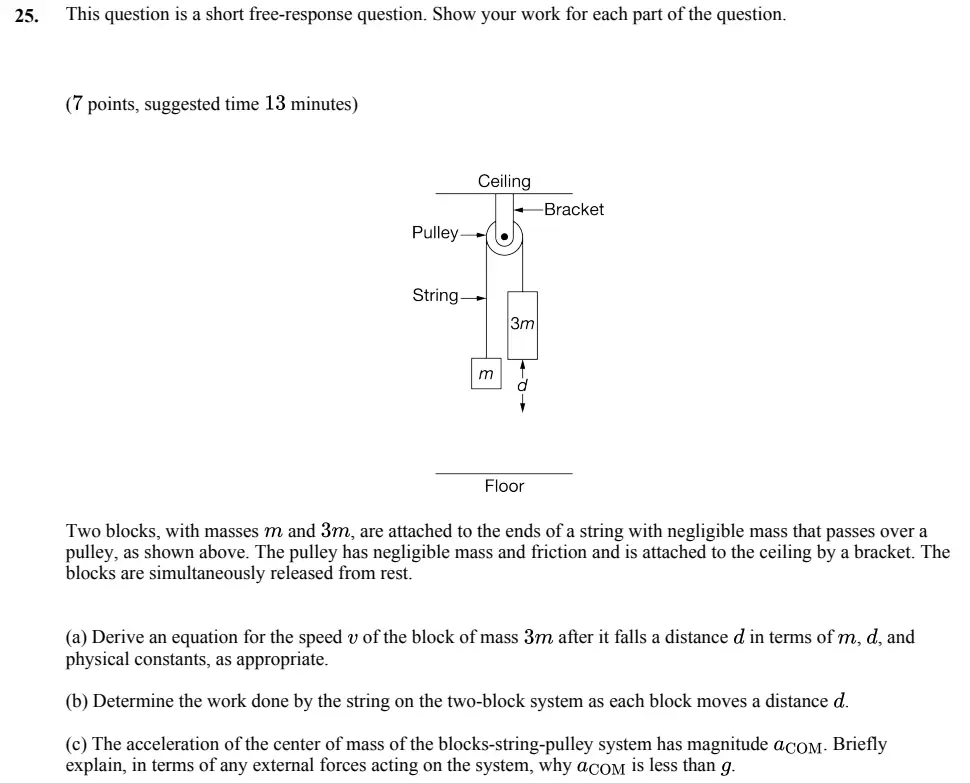 25. This question is a short free-response question. Show your work for each part of the question.
(7 points, suggested time 13 minutes)
Ceiling
Bracket
Pulley
String
3m
m
d
Floor
Two blocks, with masses m and 3m, are attached to the ends of a string with negligible mass that passes over a
pulley, as shown above. The pulley has negligible mass and friction and is attached to the ceiling by a bracket. The
blocks are simultaneously released from rest.
(a) Derive an equation for the speed v of the block of mass 3m after it falls a distance d in terms of m, d, and
physical constants, as appropriate.
(b) Determine the work done by the string on the two-block system as each block moves a distance d.
(c) The acceleration of the center of mass of the blocks-string-pulley system has magnitude aCOM. Briefly
explain, in terms of any external forces acting on the system, why aCOM is less than g.